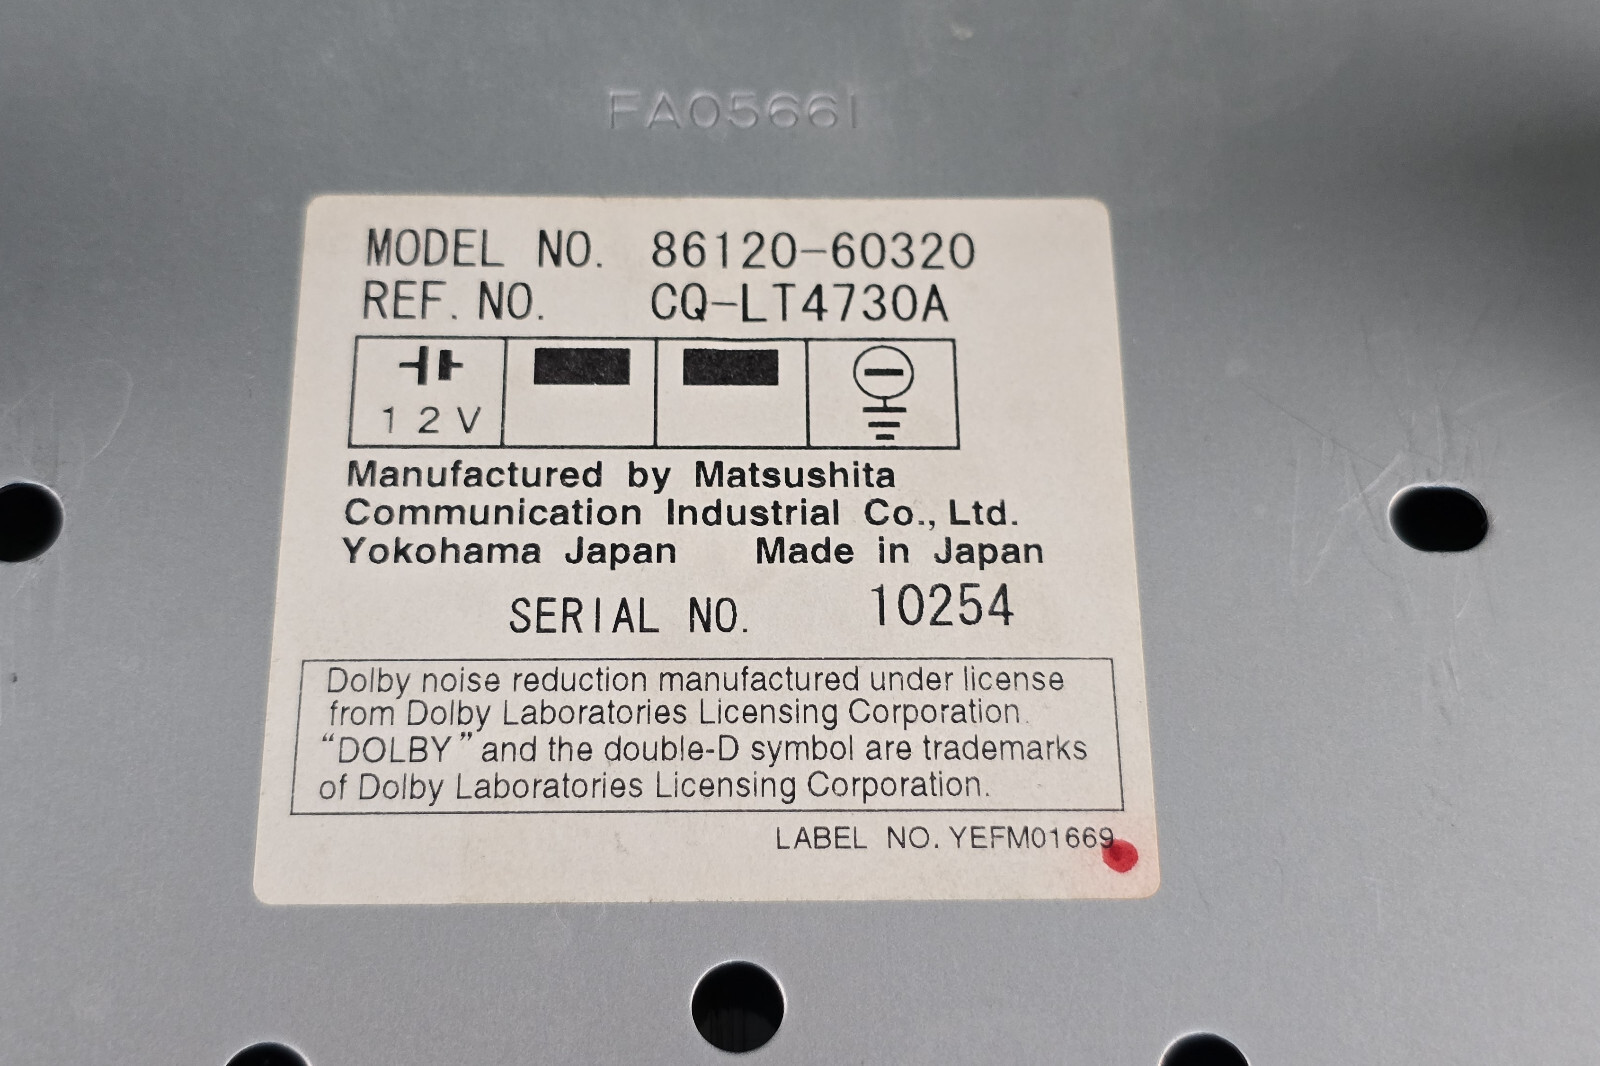 FA05661
MODEL NO. 86120-60320
REF. NO. CQ-LT4730A
12V
Manufactured by Matsushita
Communication Industrial Co., Ltd.
Yokohama Japan Made in Japan
SERIAL NO. 10254
Dolby noise reduction manufactured under license
from Dolby Laboratories Licensing Corporation.
“DOLBY” and the double-D symbol are trademarks
of Dolby Laboratories Licensing Corporation.
LABEL NO. YEFM01669